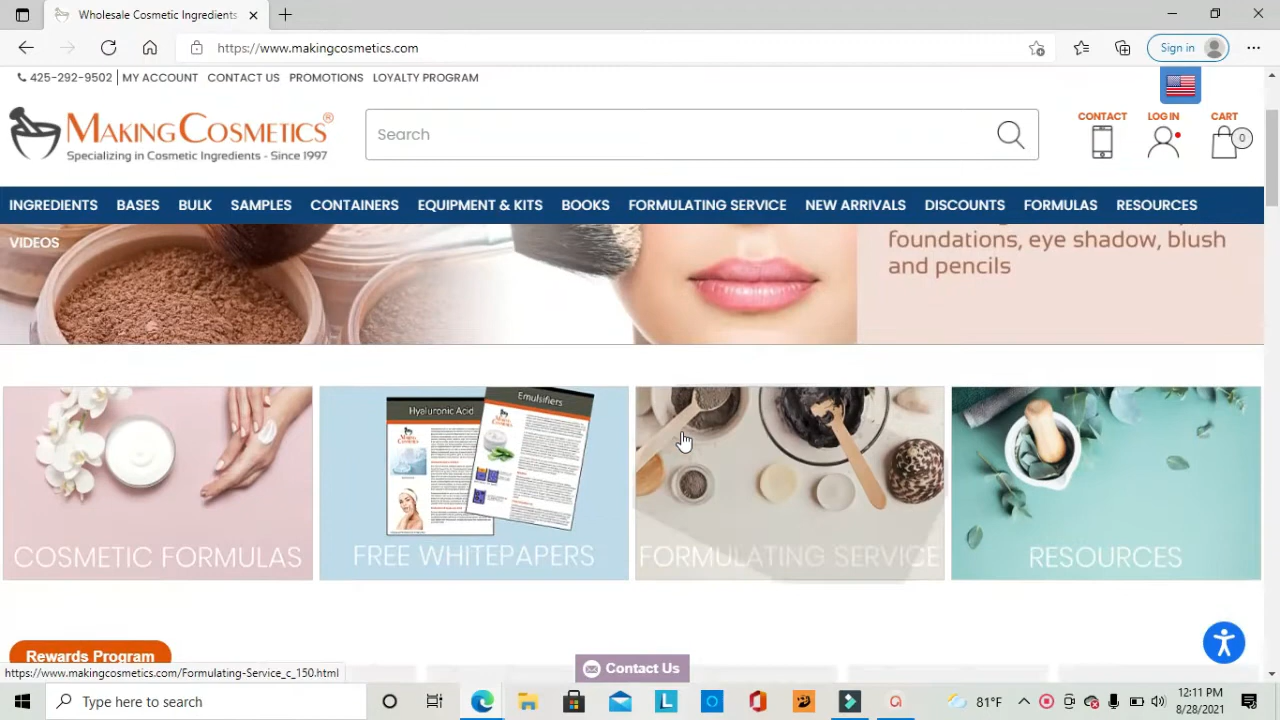 Wholesale Cosmetic Ingredients -
https://www.makingcosmetics.com
Sign in
425-292-9502 MY ACCOUNT CONTACT US PROMOTIONS LOYALTY PROGRAM
MAKINGCOSMETICS®
Specializing in Cosmetic Ingredients - Since 1997
Search
CONTACT
LOG IN
CART
0
INGREDIENTS BASES BULK SAMPLES CONTAINERS EQUIPMENT & KITS BOOKS FORMULATING SERVICE NEW ARRIVALS DISCOUNTS FORMULAS RESOURCES
VIDEOS
foundations, eye shadow, blush
and pencils
Hyaluronic Acid
Emulsifiers
COSMETIC FORMULAS
FREE WHITEPAPERS
FORMULATING SERVICE
RESOURCES
Rewards Program
Contact Us
https://www.makingcosmetics.com/Formulating-Service_c_150.html
Type here to search
81°F
12:11 PM
8/28/2021